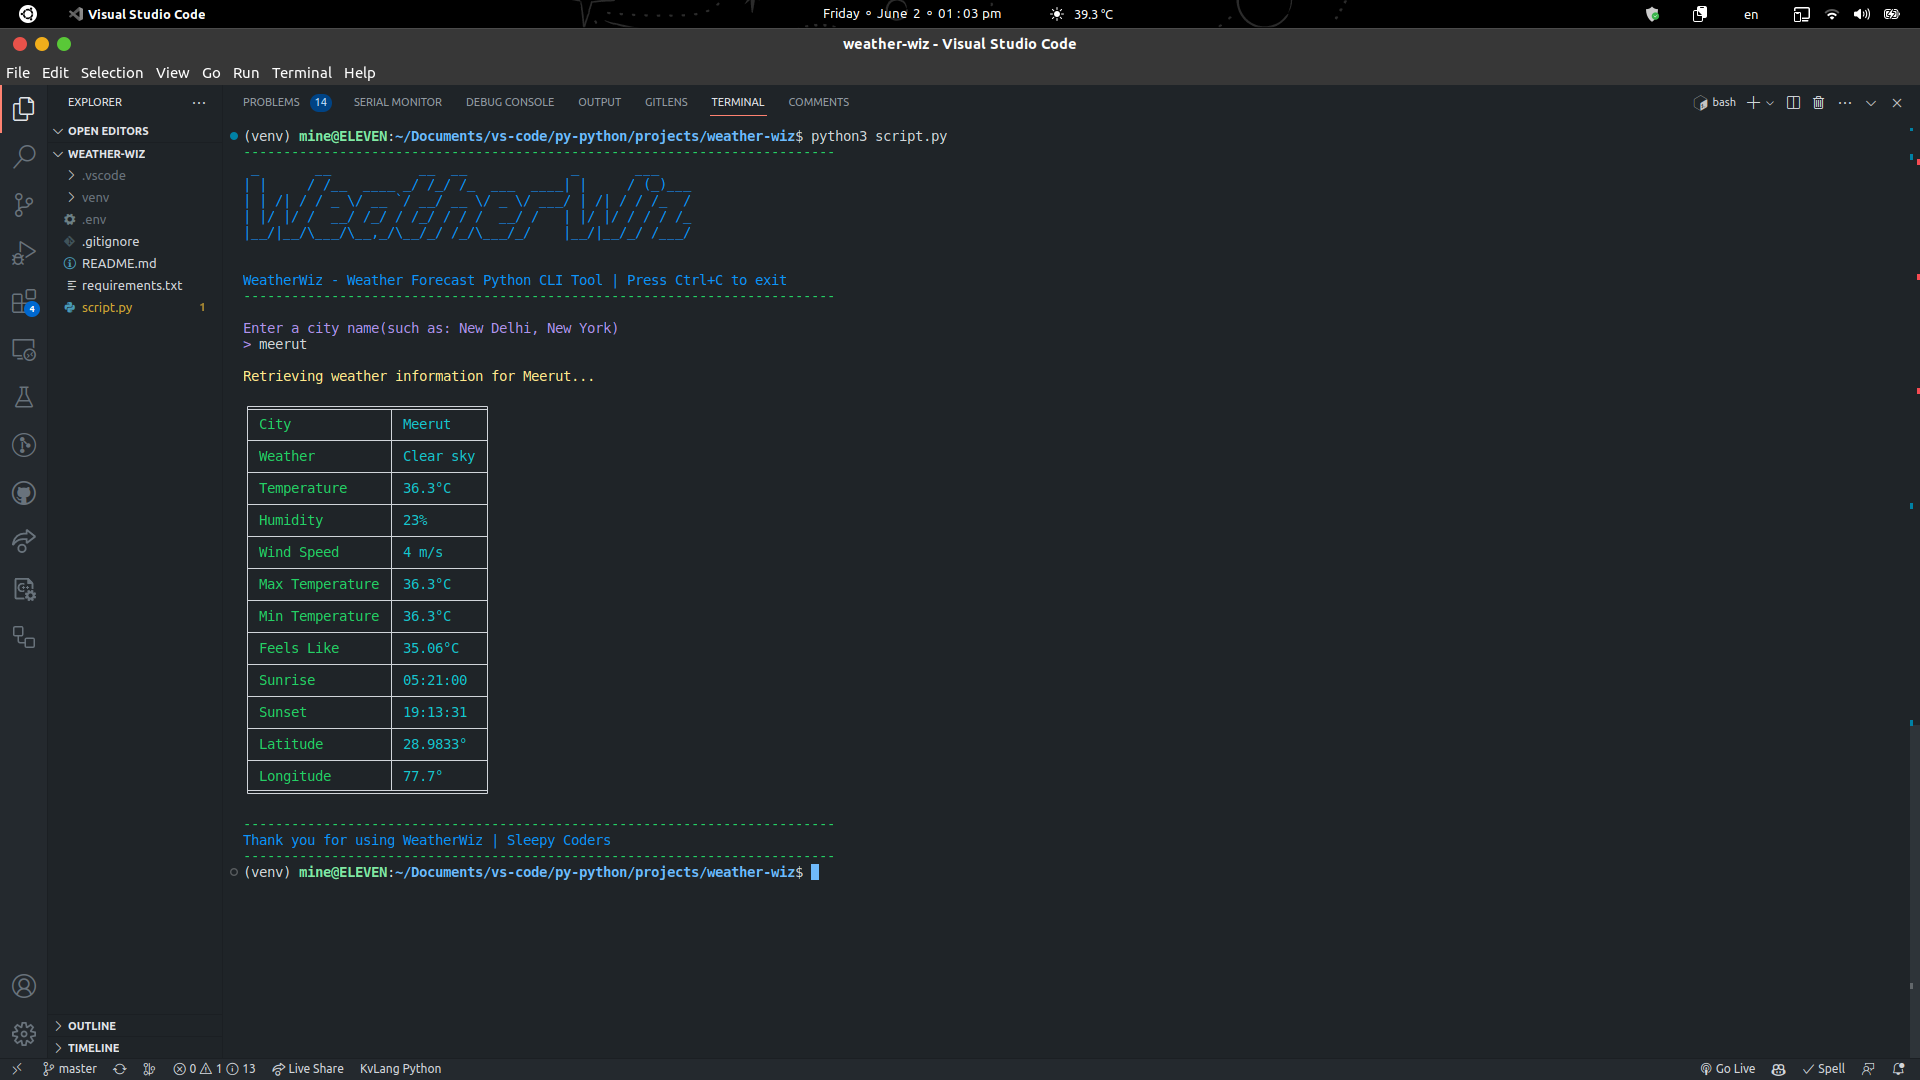 Visual Studio Code
Friday ∘ June 2 ∘ 01:03 pm
39.3 °C
en
weather-wiz - Visual Studio Code
File Edit Selection View Go Run Terminal Help
EXPLORER
OPEN EDITORS
WEATHER-WIZ
.vscode
venv
.env
.gitignore
README.md
requirements.txt
script.py 1
4
OUTLINE
TIMELINE
PROBLEMS 14 SERIAL MONITOR DEBUG CONSOLE OUTPUT GITLENS TERMINAL COMMENTS
bash
(venv) mine@ELEVEN:~/Documents/vs-code/py-python/projects/weather-wiz$ python3 script.py
Weather Wiz
WeatherWiz - Weather Forecast Python CLI Tool | Press Ctrl+C to exit
Enter a city name(such as: New Delhi, New York)
> meerut
Retrieving weather information for Meerut...
City Meerut
Weather Clear sky
Temperature 36.3°C
Humidity 23%
Wind Speed 4 m/s
Max Temperature 36.3°C
Min Temperature 36.3°C
Feels Like 35.06°C
Sunrise 05:21:00
Sunset 19:13:31
Latitude 28.9833°
Longitude 77.7°
Thank you for using WeatherWiz | Sleepy Coders
(venv) mine@ELEVEN:~/Documents/vs-code/py-python/projects/weather-wiz$
master 0 1 13 Live Share KvLang Python Go Live Spell